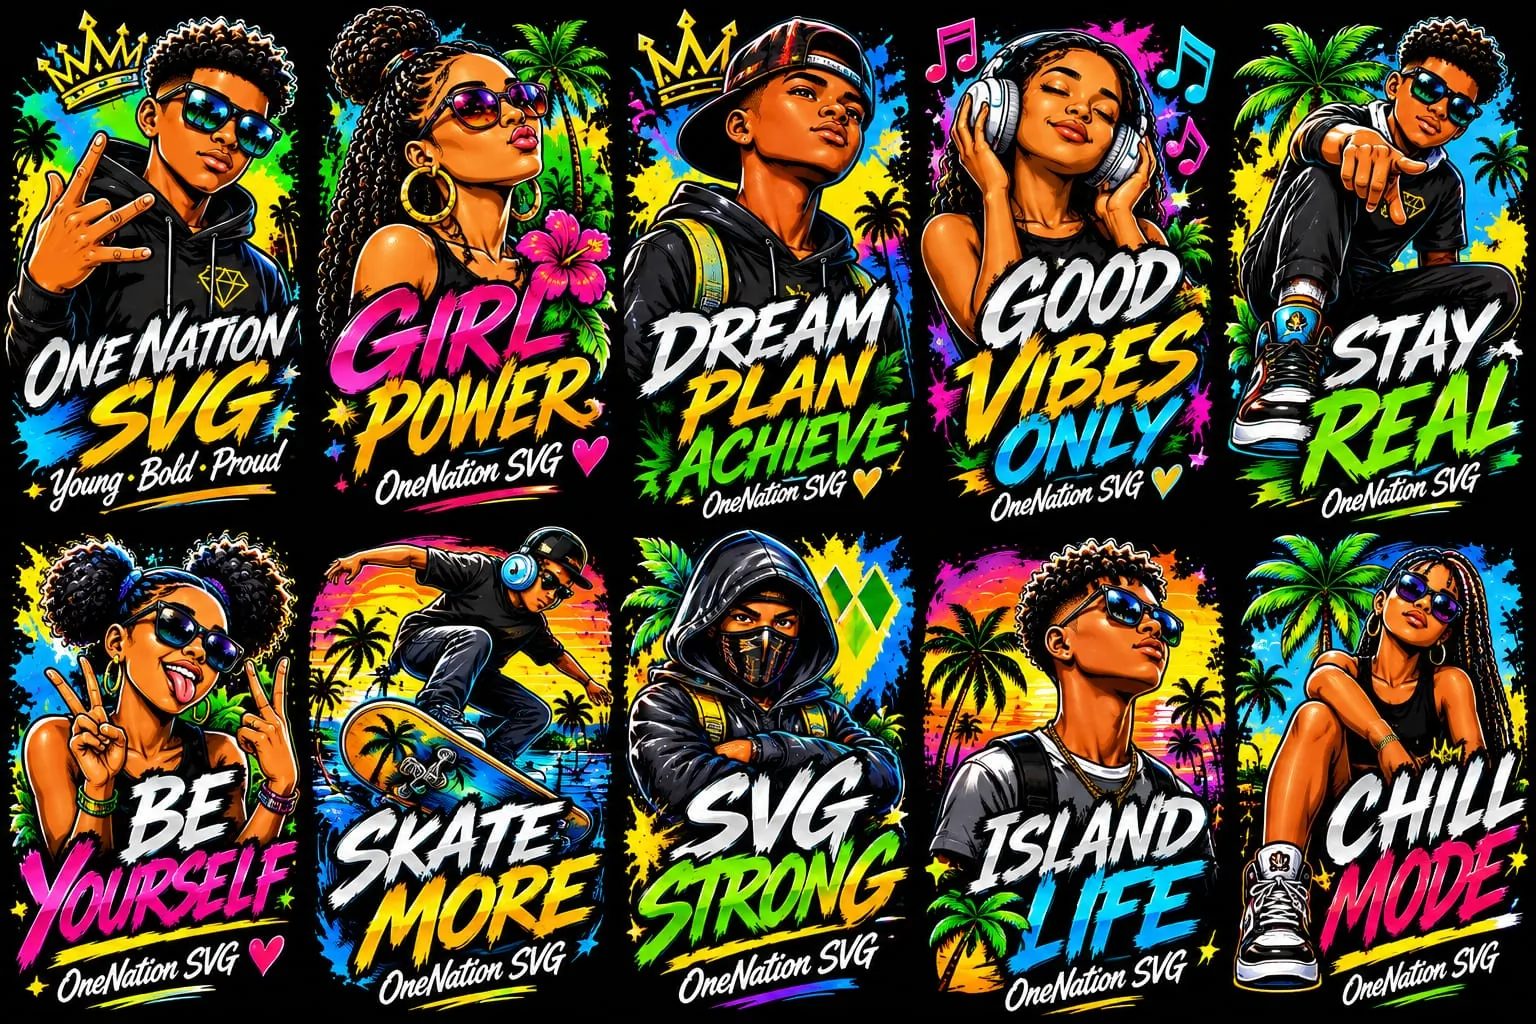 ONE NATION
SVG
Young • Bold • Proud
GIRL
POWER
OneNation SVG
DREAM
PLAN
ACHIEVE
OneNation SVG
GOOD
VIBES
ONLY
OneNation SVG
STAY
REAL
OneNation SVG
BE
YOURSELF
OneNation SVG
SKATE
MORE
OneNation SVG
SVG
STRONG
OneNation SVG
ISLAND
LIFE
OneNation SVG
CHILL
MODE
OneNation SVG